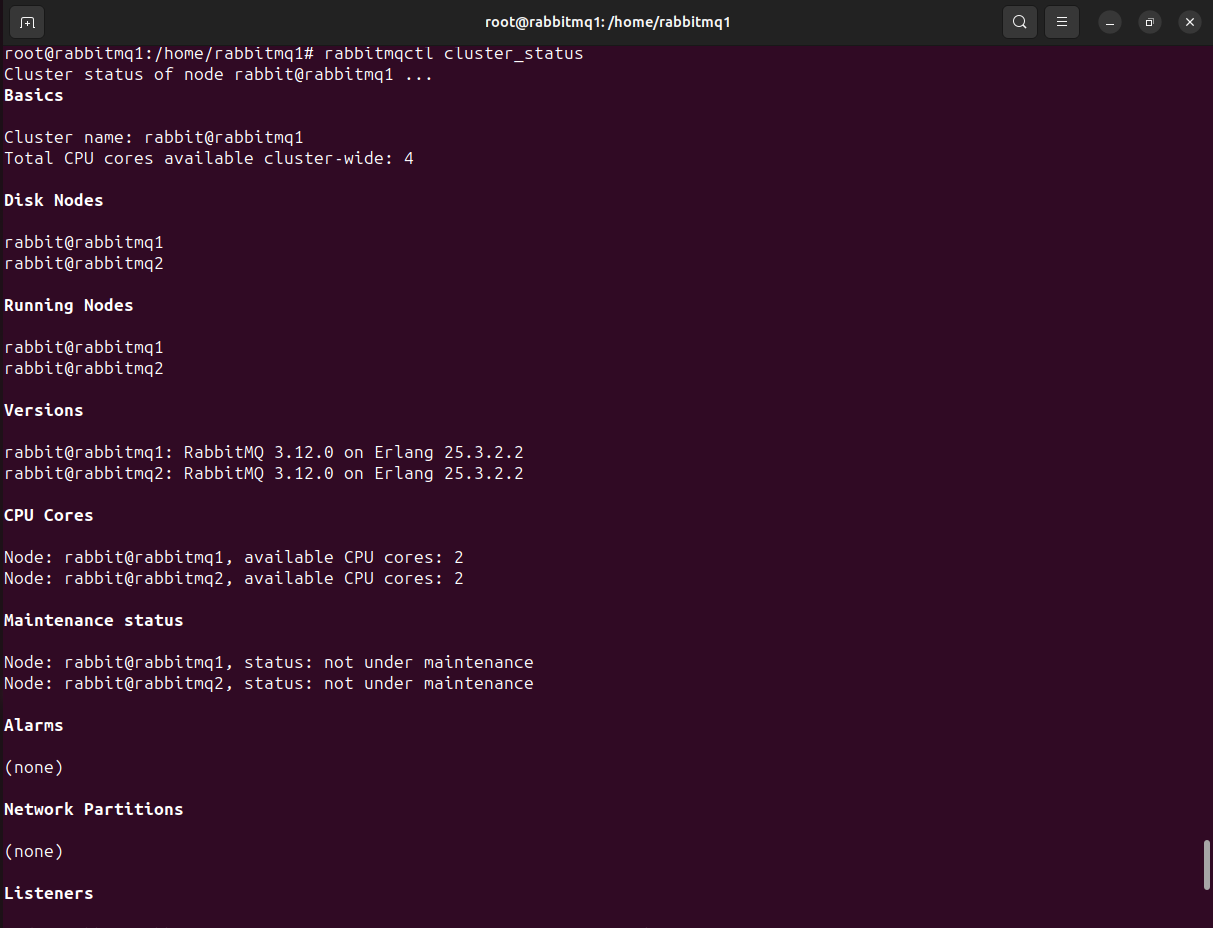 root@rabbitmq1: /home/rabbitmq1
root@rabbitmq1:/home/rabbitmq1# rabbitmqctl cluster_status
Cluster status of node rabbit@rabbitmq1 ...
Basics
Cluster name: rabbit@rabbitmq1
Total CPU cores available cluster-wide: 4
Disk Nodes
rabbit@rabbitmq1
rabbit@rabbitmq2
Running Nodes
rabbit@rabbitmq1
rabbit@rabbitmq2
Versions
rabbit@rabbitmq1: RabbitMQ 3.12.0 on Erlang 25.3.2.2
rabbit@rabbitmq2: RabbitMQ 3.12.0 on Erlang 25.3.2.2
CPU Cores
Node: rabbit@rabbitmq1, available CPU cores: 2
Node: rabbit@rabbitmq2, available CPU cores: 2
Maintenance status
Node: rabbit@rabbitmq1, status: not under maintenance
Node: rabbit@rabbitmq2, status: not under maintenance
Alarms
(none)
Network Partitions
(none)
Listeners